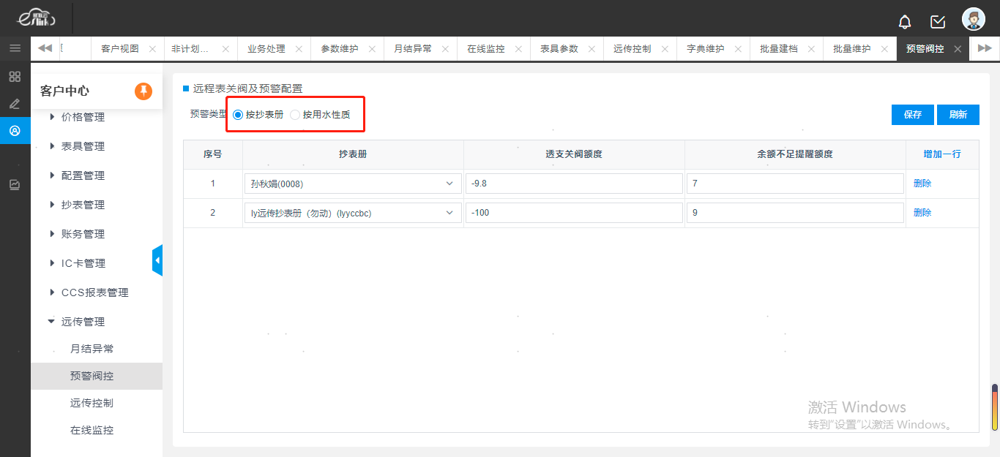 客户视图
非计划...
业务处理
参数维护
月结异常
在线监控
表具参数
远传控制
字典维护
批量建档
批量维护
预警阀控
客户中心
价格管理
表具管理
配置管理
抄表管理
账务管理
IC卡管理
CCS报表管理
远传管理
月结异常
预警阀控
远传控制
在线监控
远程表关阀及预警配置
预警类型 按抄表册 按用水性质
保存 刷新
序号 抄表册 透支关阀额度 余额不足提醒额度 增加一行
1 孙秋娟(0008) -9.8 7 删除
2 ly远传抄表册（勿动）(lyyccbc) -100 9 删除
激活 Windows
转到"设置"以激活 Windows。